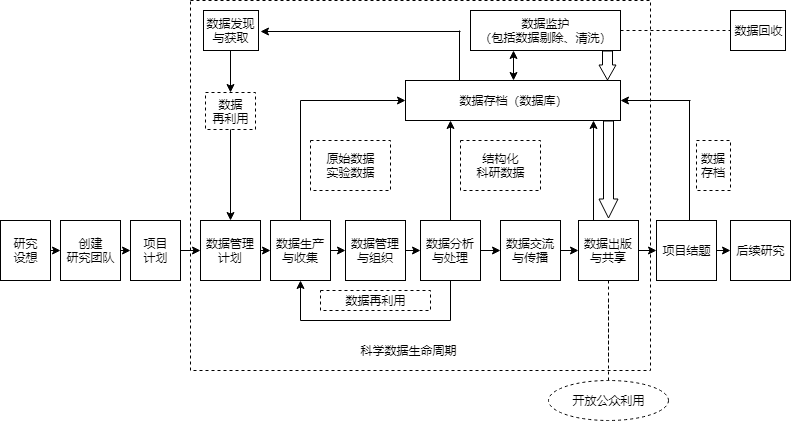 数据发现
与获取
数据监护
（包括数据剔除、清洗）
数据回收
数据
再利用
数据存档（数据库）
原始数据
实验数据
结构化
科研数据
数据
存档
研究
设想
创建
研究团队
项目
计划
数据管理
计划
数据生产
与收集
数据管理
与组织
数据分析
与处理
数据交流
与传播
数据出版
与共享
项目结题
后续研究
数据再利用
科学数据生命周期
开放公众利用